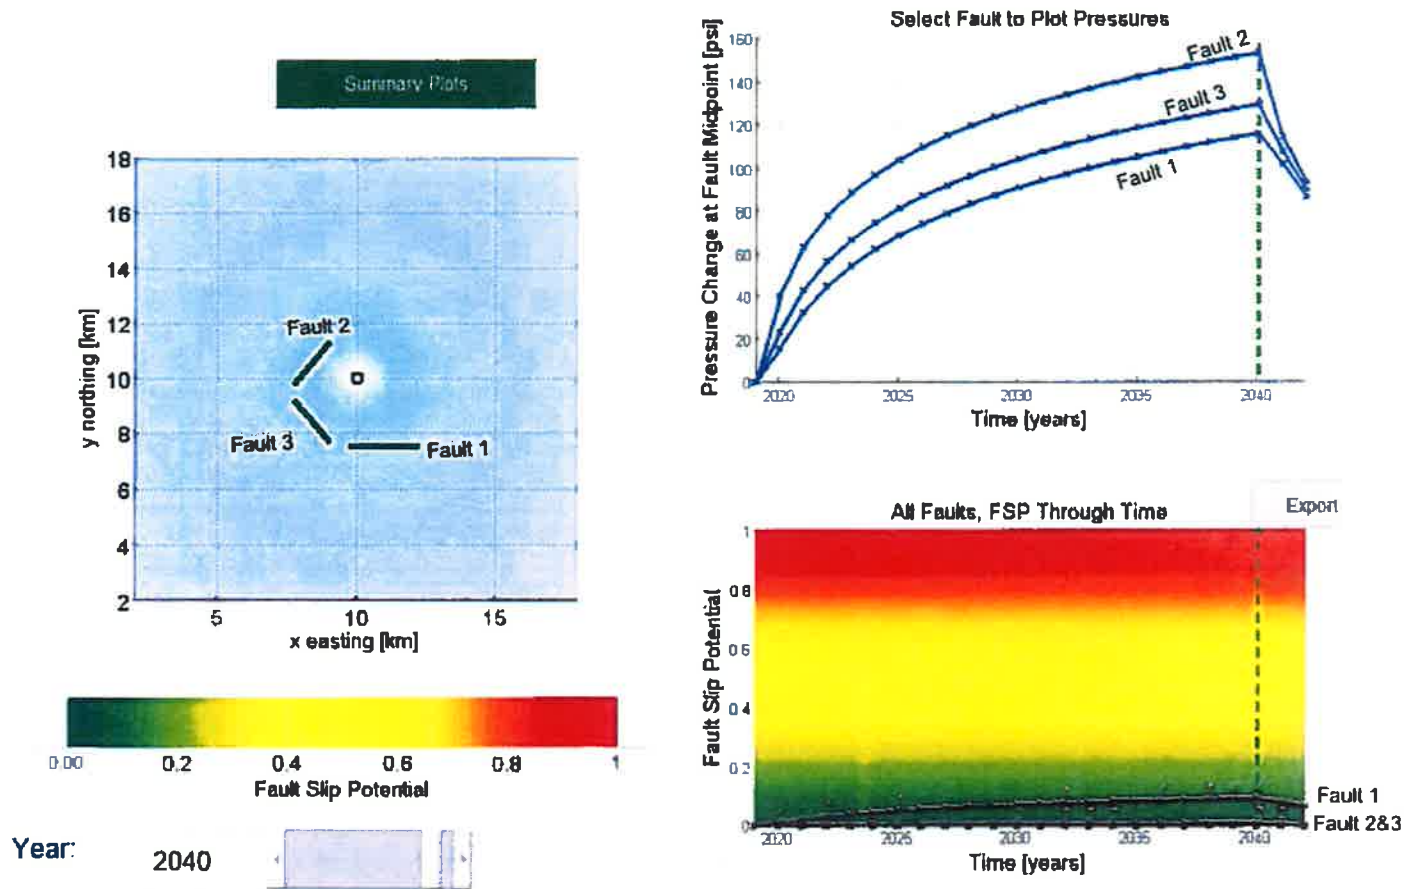 Summary Plots
18
16
14
12
10
8
6
4
2
y northing [km]
Fault 2
Fault 3
Fault 1
5
10
15
x easting [km]
0.00
0.2
0.4
0.6
0.8
1
Fault Slip Potential
Year:
2040
Select Fault to Plot Pressures
Pressure Change at Fault Midpoint [psi]
160
140
120
100
80
60
40
20
0
Fault 2
Fault 3
Fault 1
2020
2025
2030
2035
2040
Time [years]
Export
All Faults, FSP Through Time
Fault Slip Potential
1
0.8
0.6
0.4
0.2
0
Fault 1
Fault 2&3
2020
2025
2030
2035
2040
Time [years]